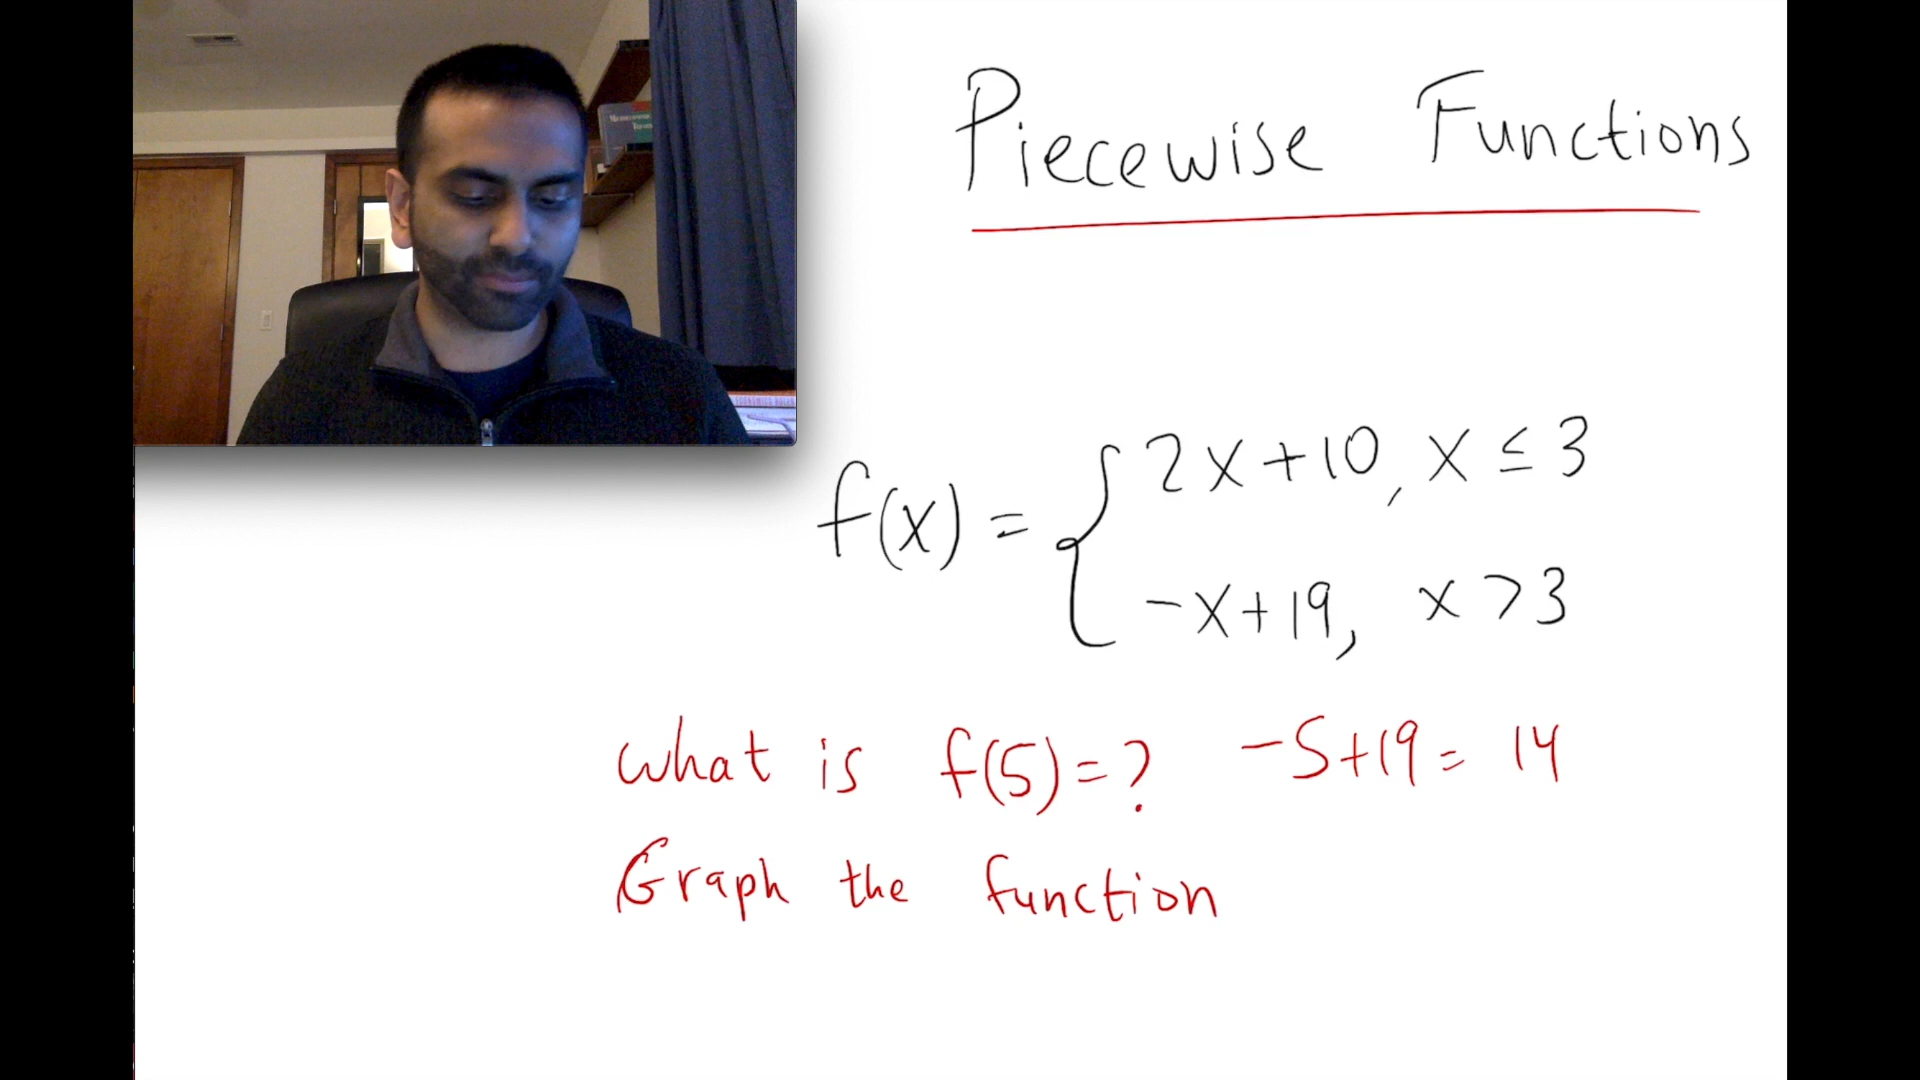 Piecewise Functions
f(x) = { 2x+10, x ≤ 3
-x+19, x > 3
What is f(5)=? -5+19= 14
Graph the function